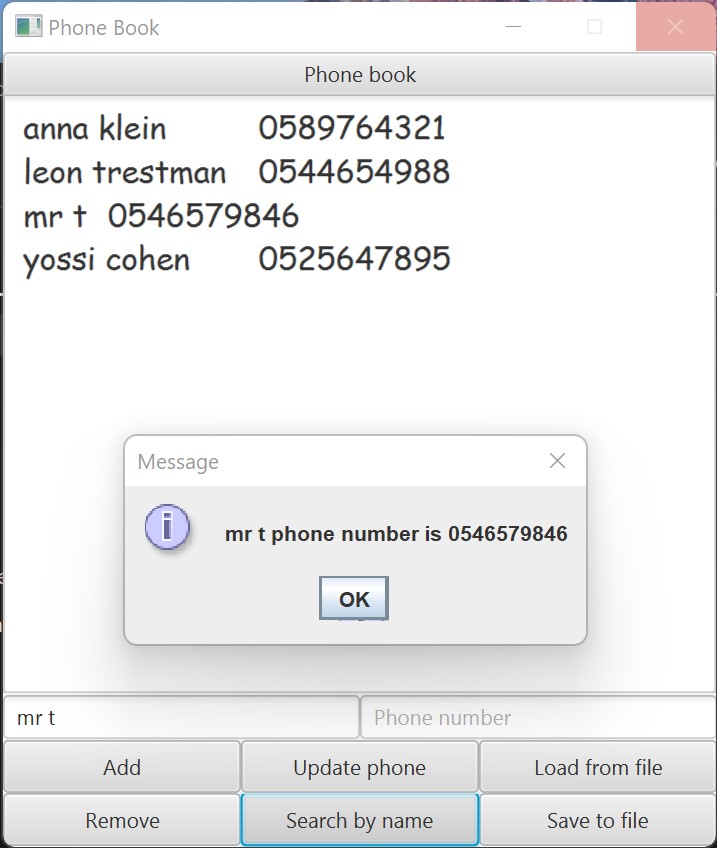 Phone Book
Phone book
anna klein 0589764321
leon trestman 0544654988
mr t 0546579846
yossi cohen 0525647895
Message
mr t phone number is 0546579846
OK
mr t Phone number
Add Update phone Load from file
Remove Search by name Save to file